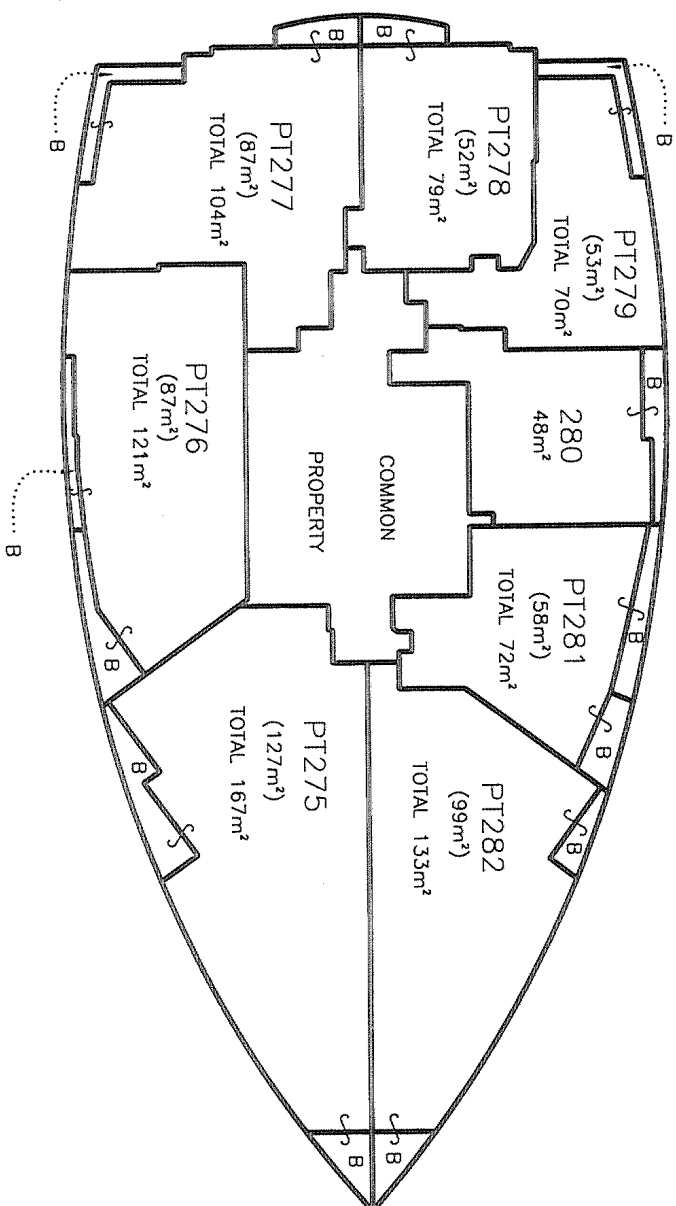 B
B
B
B
PT278
(52m²)
TOTAL 79m²
PT277
(87m²)
TOTAL 104m²
PT279
(53m²)
TOTAL 70m²
B
280
48m²
PT276
(87m²)
TOTAL 121m²
COMMON
PROPERTY
B
B
PT281
(58m²)
TOTAL 72m²
B
B
PT275
(127m²)
TOTAL 167m²
B
PT282
(99m²)
TOTAL 133m²
B
B
B